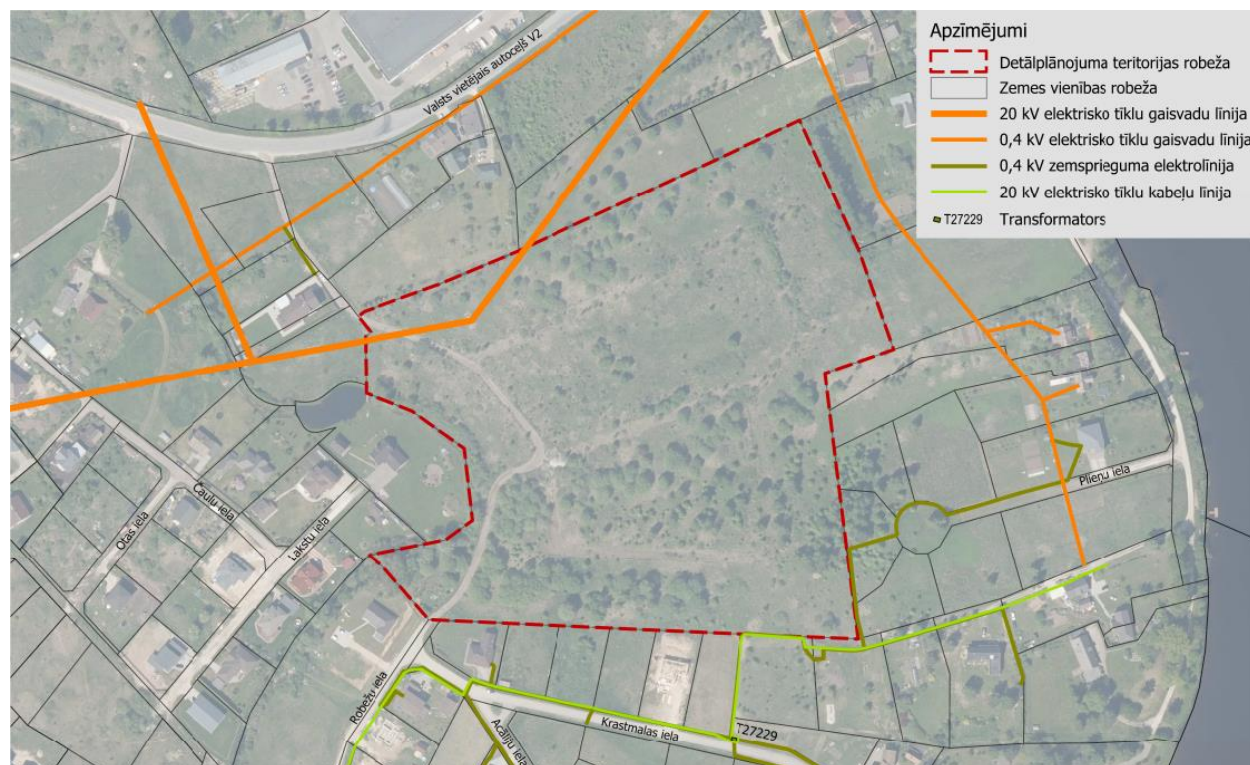 Apzīmējumi
Detālplānojuma teritorijas robeža
Zemes vienības robeža
20 kV elektrisko tīklu gaisvadu līnija
0,4 kV elektrisko tīklu gaisvadu līnija
0,4 kV zemsprieguma elektrolīnija
20 kV elektrisko tīklu kabeļu līnija
T27229 Transformators
Valsts vietējais autoceļš V2
Čaulu iela
Otas iela
Lakstu iela
Plieņu iela
Robežu iela
Acāliju iela
Krastmalas iela
T27229